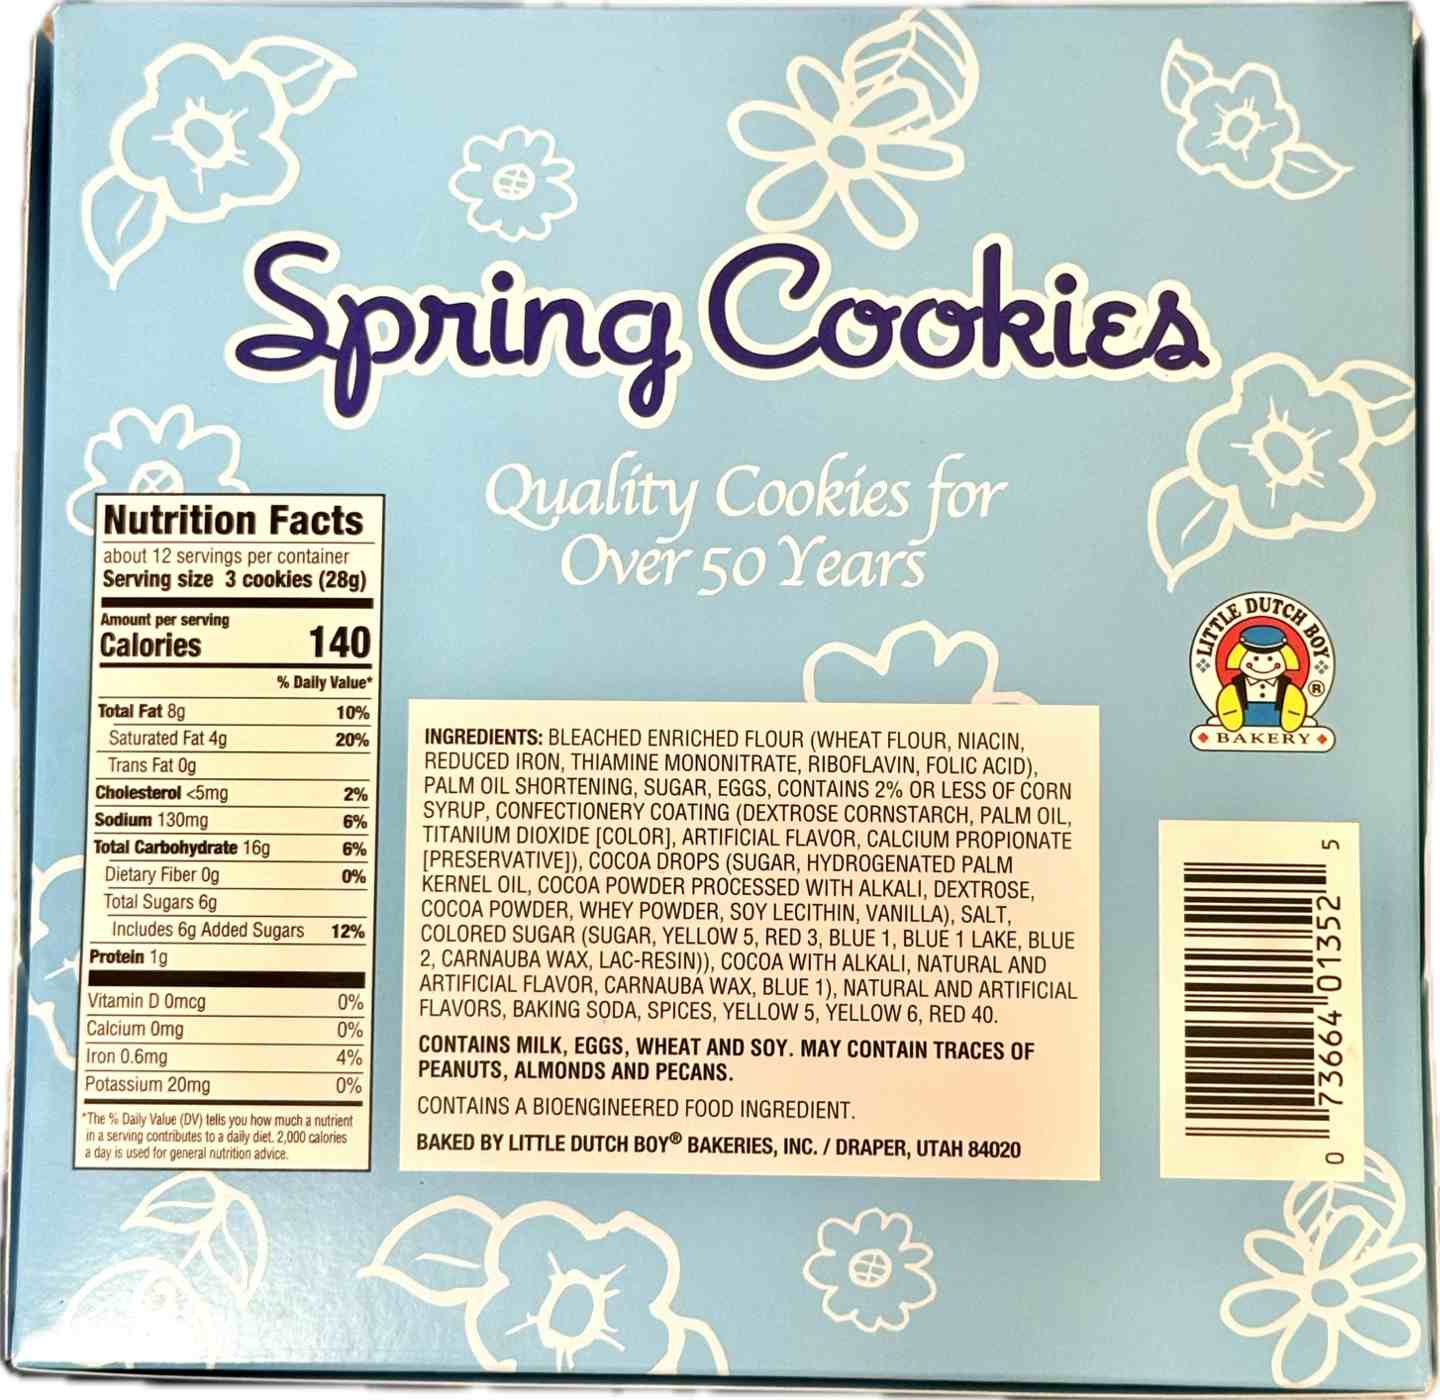 Spring Cookies
Quality Cookies for
Over 50 Years
Nutrition Facts
about 12 servings per container
Serving size 3 cookies (28g)
Amount per serving
Calories 140
% Daily Value*
Total Fat 8g 10%
Saturated Fat 4g 20%
Trans Fat 0g
Cholesterol <5mg 2%
Sodium 130mg 6%
Total Carbohydrate 16g 6%
Dietary Fiber 0g 0%
Total Sugars 6g
Includes 6g Added Sugars 12%
Protein 1g
Vitamin D 0mcg 0%
Calcium 0mg 0%
Iron 0.6mg 4%
Potassium 20mg 0%
*The % Daily Value (DV) tells you how much a nutrient
in a serving contributes to a daily diet. 2,000 calories
a day is used for general nutrition advice.
INGREDIENTS: BLEACHED ENRICHED FLOUR (WHEAT FLOUR, NIACIN,
REDUCED IRON, THIAMINE MONONITRATE, RIBOFLAVIN, FOLIC ACID),
PALM OIL SHORTENING, SUGAR, EGGS, CONTAINS 2% OR LESS OF CORN
SYRUP, CONFECTIONERY COATING (DEXTROSE CORNSTARCH, PALM OIL,
TITANIUM DIOXIDE [COLOR], ARTIFICIAL FLAVOR, CALCIUM PROPIONATE
[PRESERVATIVE]), COCOA DROPS (SUGAR, HYDROGENATED PALM
KERNEL OIL, COCOA POWDER PROCESSED WITH ALKALI, DEXTROSE,
COCOA POWDER, WHEY POWDER, SOY LECITHIN, VANILLA), SALT,
COLORED SUGAR (SUGAR, YELLOW 5, RED 3, BLUE 1, BLUE 1 LAKE, BLUE
2, CARNAUBA WAX, LAC-RESIN)), COCOA WITH ALKALI, NATURAL AND
ARTIFICIAL FLAVOR, CARNAUBA WAX, BLUE 1), NATURAL AND ARTIFICIAL
FLAVORS, BAKING SODA, SPICES, YELLOW 5, YELLOW 6, RED 40.
CONTAINS MILK, EGGS, WHEAT AND SOY. MAY CONTAIN TRACES OF
PEANUTS, ALMONDS AND PECANS.
CONTAINS A BIOENGINEERED FOOD INGREDIENT.
BAKED BY LITTLE DUTCH BOY® BAKERIES, INC. / DRAPER, UTAH 84020
LITTLE DUTCH BOY
®
BAKERY
0 73664 01352 5